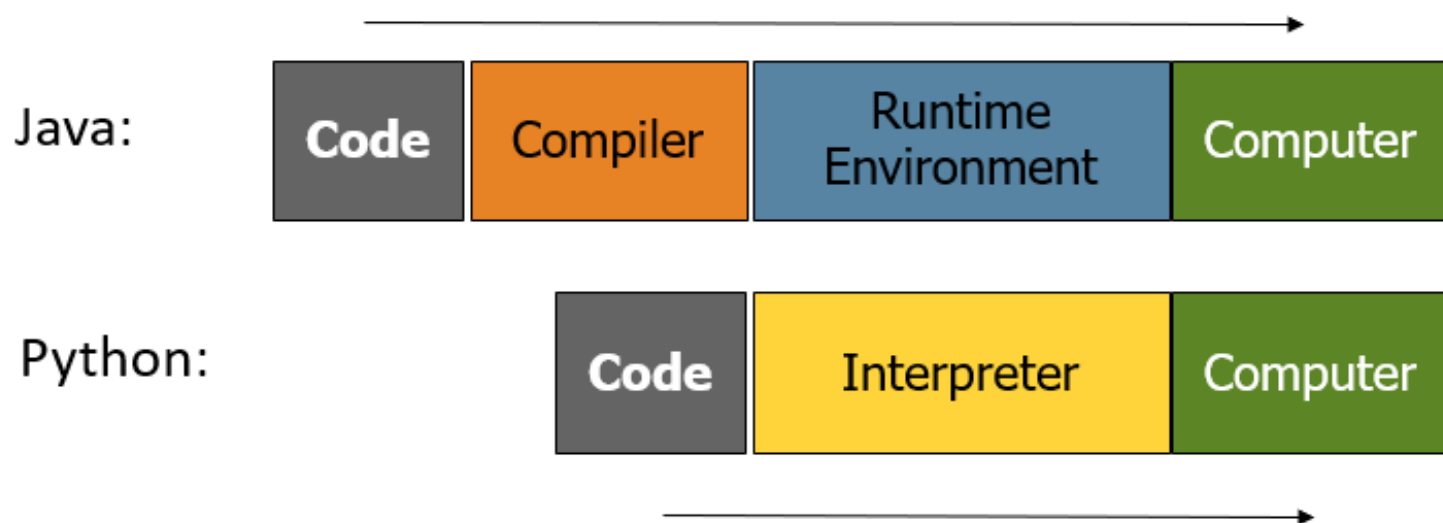 Java:
Code
Compiler
Runtime
Environment
Computer
Python:
Code
Interpreter
Computer